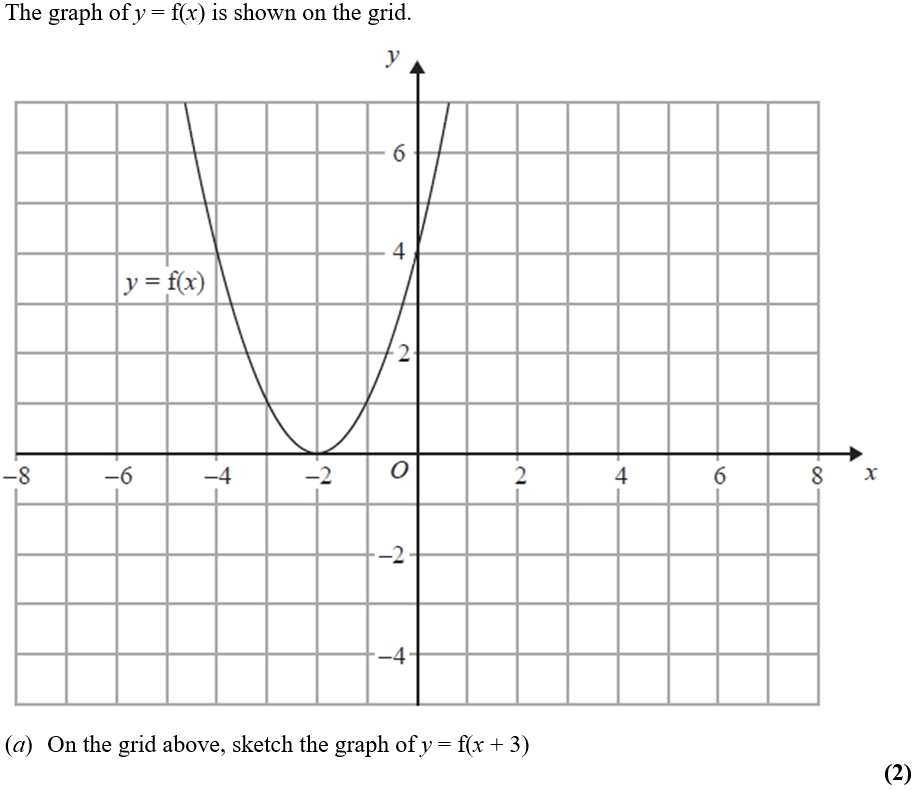 The graph of y = f(x) is shown on the grid.
y
6
4
y = f(x)
2
–8 –6 –4 –2 O 2 4 6 8 x
–2
–4
(a) On the grid above, sketch the graph of y = f(x + 3)
(2)